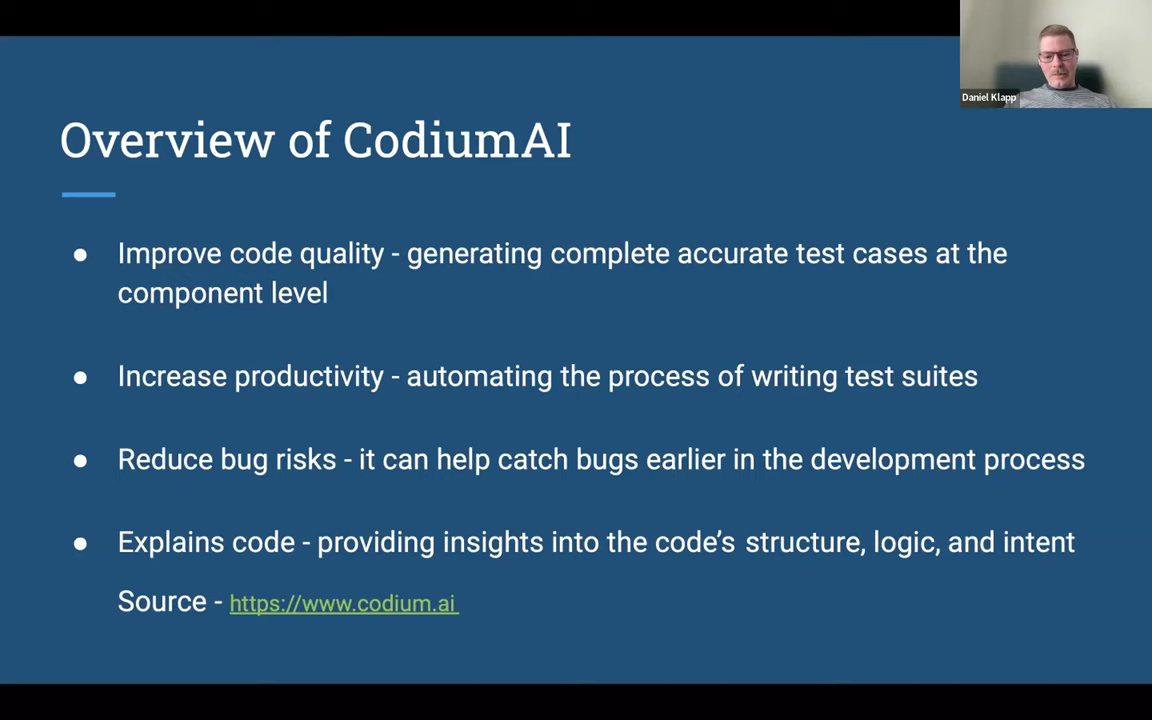 Daniel Klapp
Overview of CodiumAI
● Improve code quality - generating complete accurate test cases at the
component level
● Increase productivity - automating the process of writing test suites
● Reduce bug risks - it can help catch bugs earlier in the development process
● Explains code - providing insights into the code’s structure, logic, and intent
Source - https://www.codium.ai